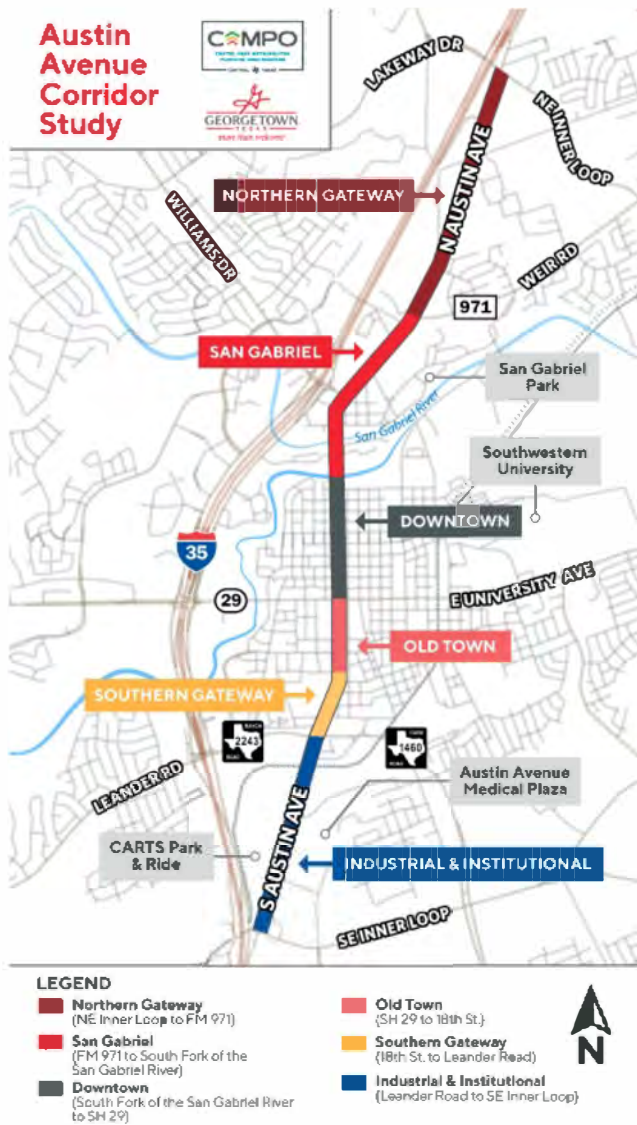 Austin
Avenue
Corridor
Study
CAMPO
GEORGETOWN
TEXAS
LAKEWAY DR
NE INNER LOOP
N AUSTIN AVE
NORTHERN GATEWAY
WILLIAMS DR
WEIR RD
971
SAN GABRIEL
San Gabriel
Park
San Gabriel River
Southwestern
University
DOWNTOWN
35
29
E UNIVERSITY AVE
OLD TOWN
SOUTHERN GATEWAY
2243
1460
LEANDER RD
Austin Avenue
Medical Plaza
CARTS Park
& Ride
S AUSTIN AVE
INDUSTRIAL & INSTITUTIONAL
SE INNER LOOP
LEGEND
Northern Gateway
(NE Inner Loop to FM 971)
San Gabriel
(FM 971 to South Fork of the
San Gabriel River)
Downtown
(South Fork of the San Gabriel River
to SH 29)
Old Town
(SH 29 to 18th St.)
Southern Gateway
(18th St. to Leander Road)
Industrial & Institutional
(Leander Road to SE Inner Loop)
N